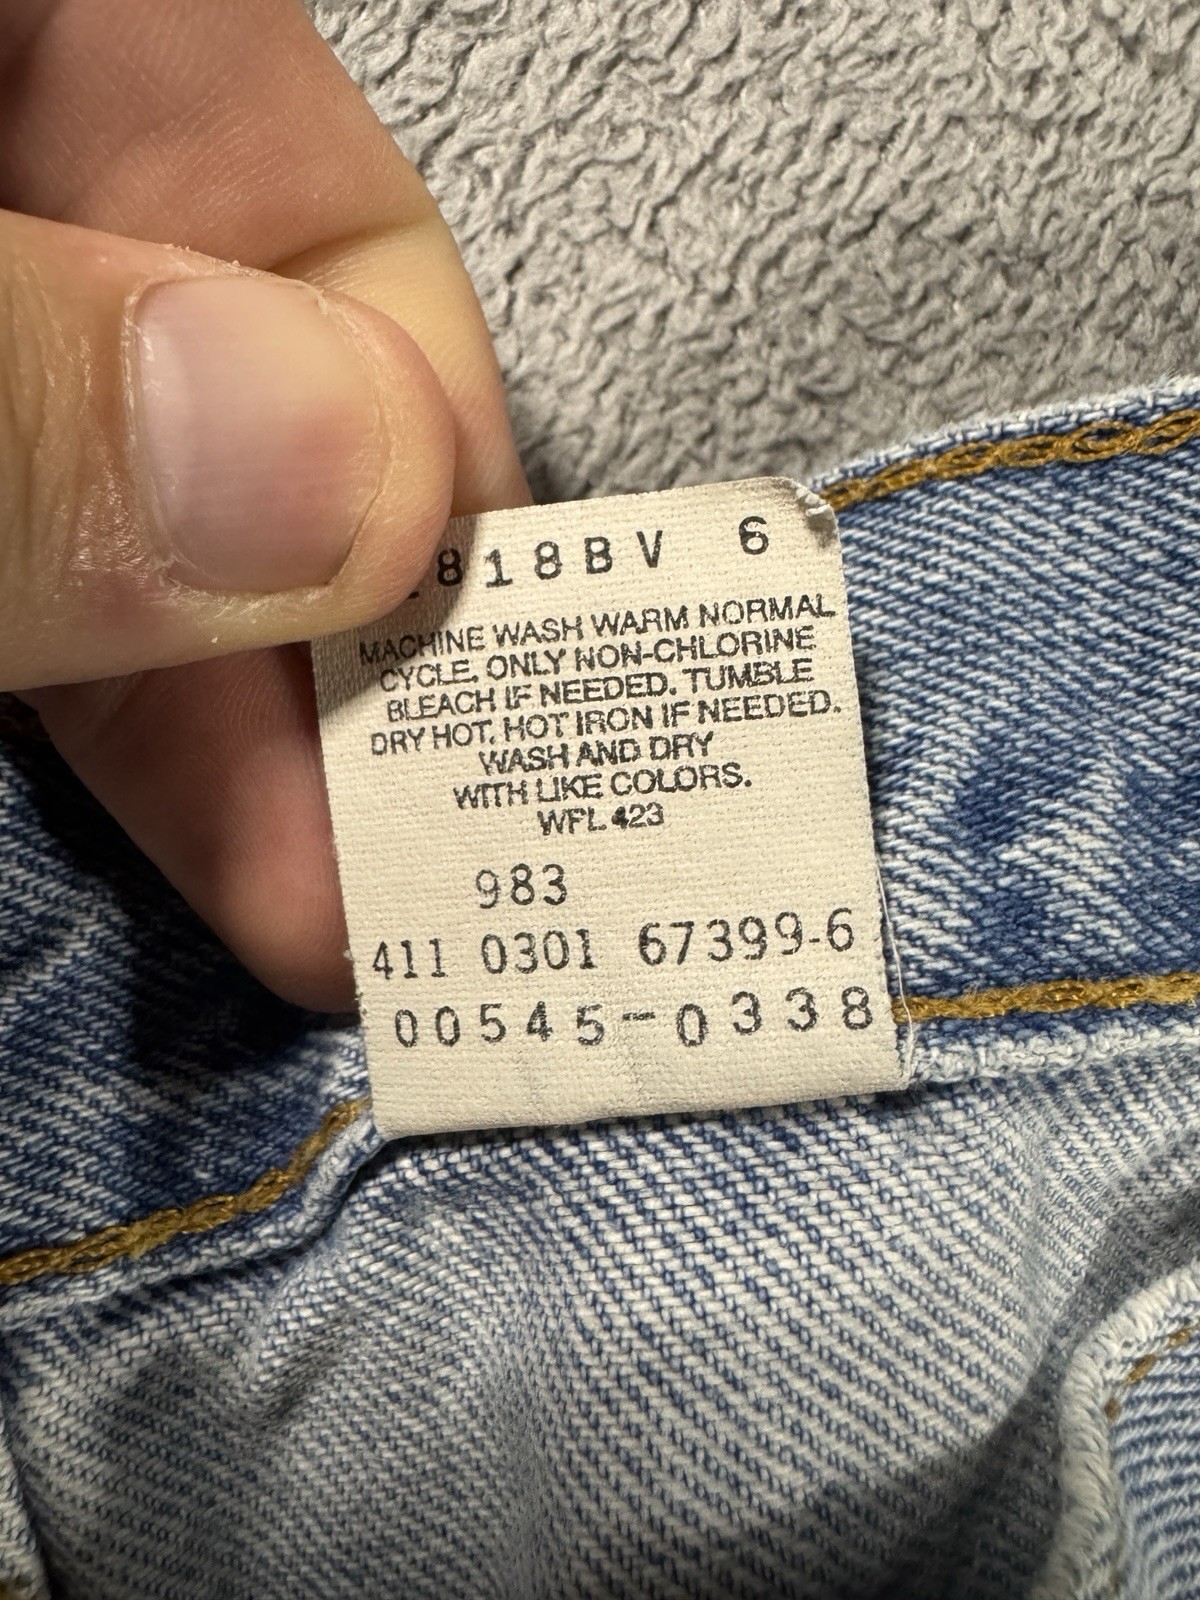 818BV 6
MACHINE WASH WARM NORMAL
CYCLE. ONLY NON-CHLORINE
BLEACH IF NEEDED. TUMBLE
DRY HOT. HOT IRON IF NEEDED.
WASH AND DRY
WITH LIKE COLORS.
WPL 423
983
411 0301 67399-6
00545-0338